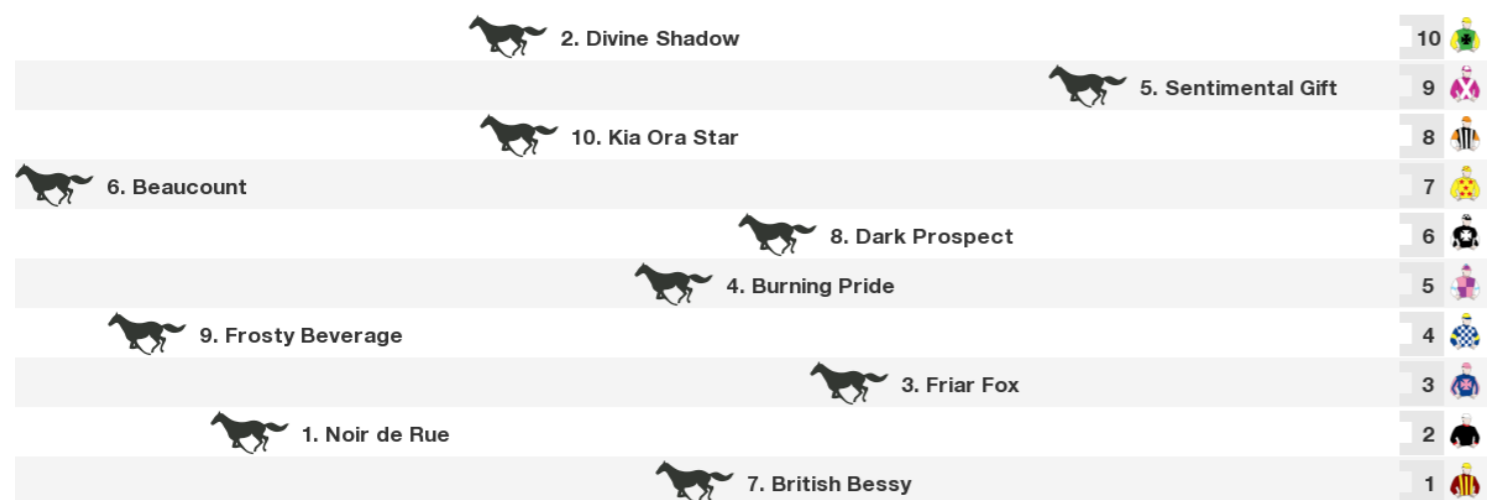 2. Divine Shadow 10
5. Sentimental Gift 9
10. Kia Ora Star 8
6. Beaucount 7
8. Dark Prospect 6
4. Burning Pride 5
9. Frosty Beverage 4
3. Friar Fox 3
1. Noir de Rue 2
7. British Bessy 1